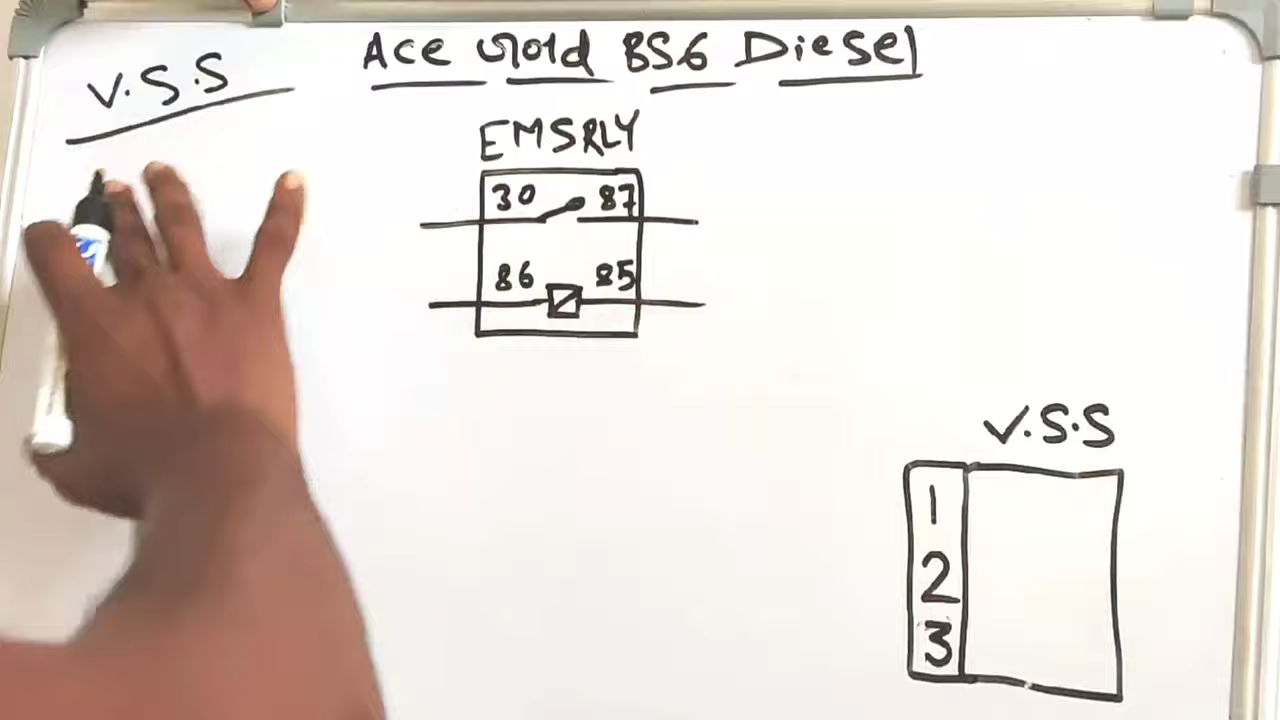 V.S.S
Ace Gold BS6 Diesel
EMSRLY
30 87
86 85
V.S.S
1
2
3